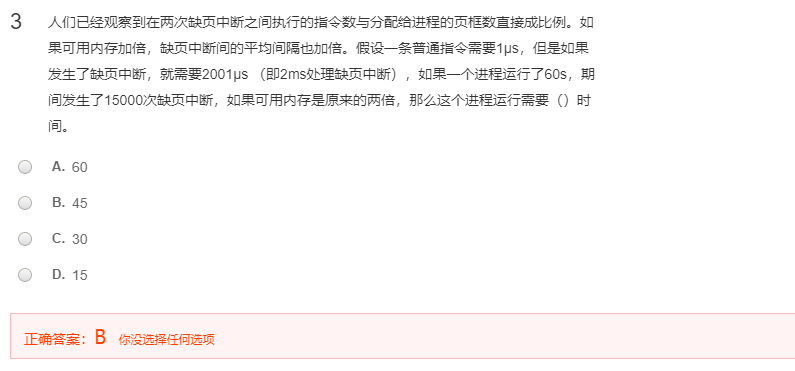 3 人们已经观察到在两次缺页中断之间执行的指令数与分配给进程的页框数直接成比例。如
果可用内存加倍，缺页中断间的平均间隔也加倍。假设一条普通指令需要1μs，但是如果
发生了缺页中断，就需要2001μs （即2ms处理缺页中断），如果一个进程运行了60s，期
间发生了15000次缺页中断，如果可用内存是原来的两倍，那么这个进程运行需要（）时
间。
A. 60
B. 45
C. 30
D. 15
正确答案：B 你没选择任何选项